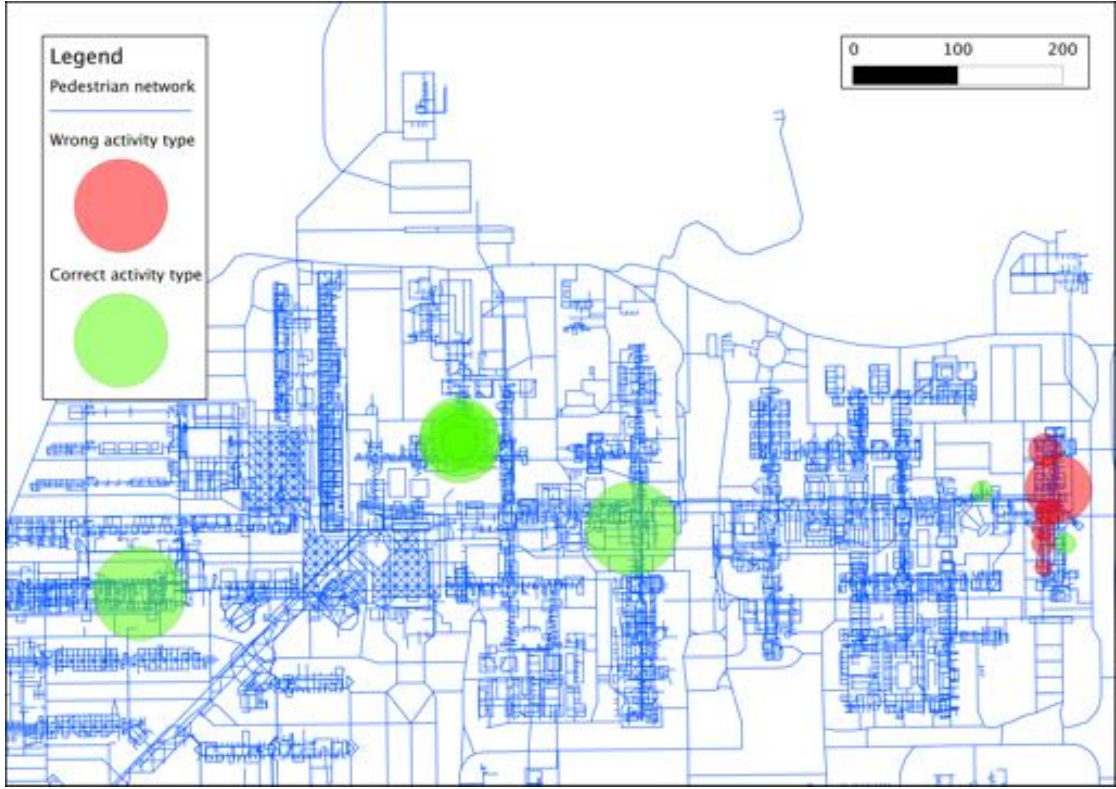 Legend
Pedestrian network
Wrong activity type
Correct activity type
0 100 200